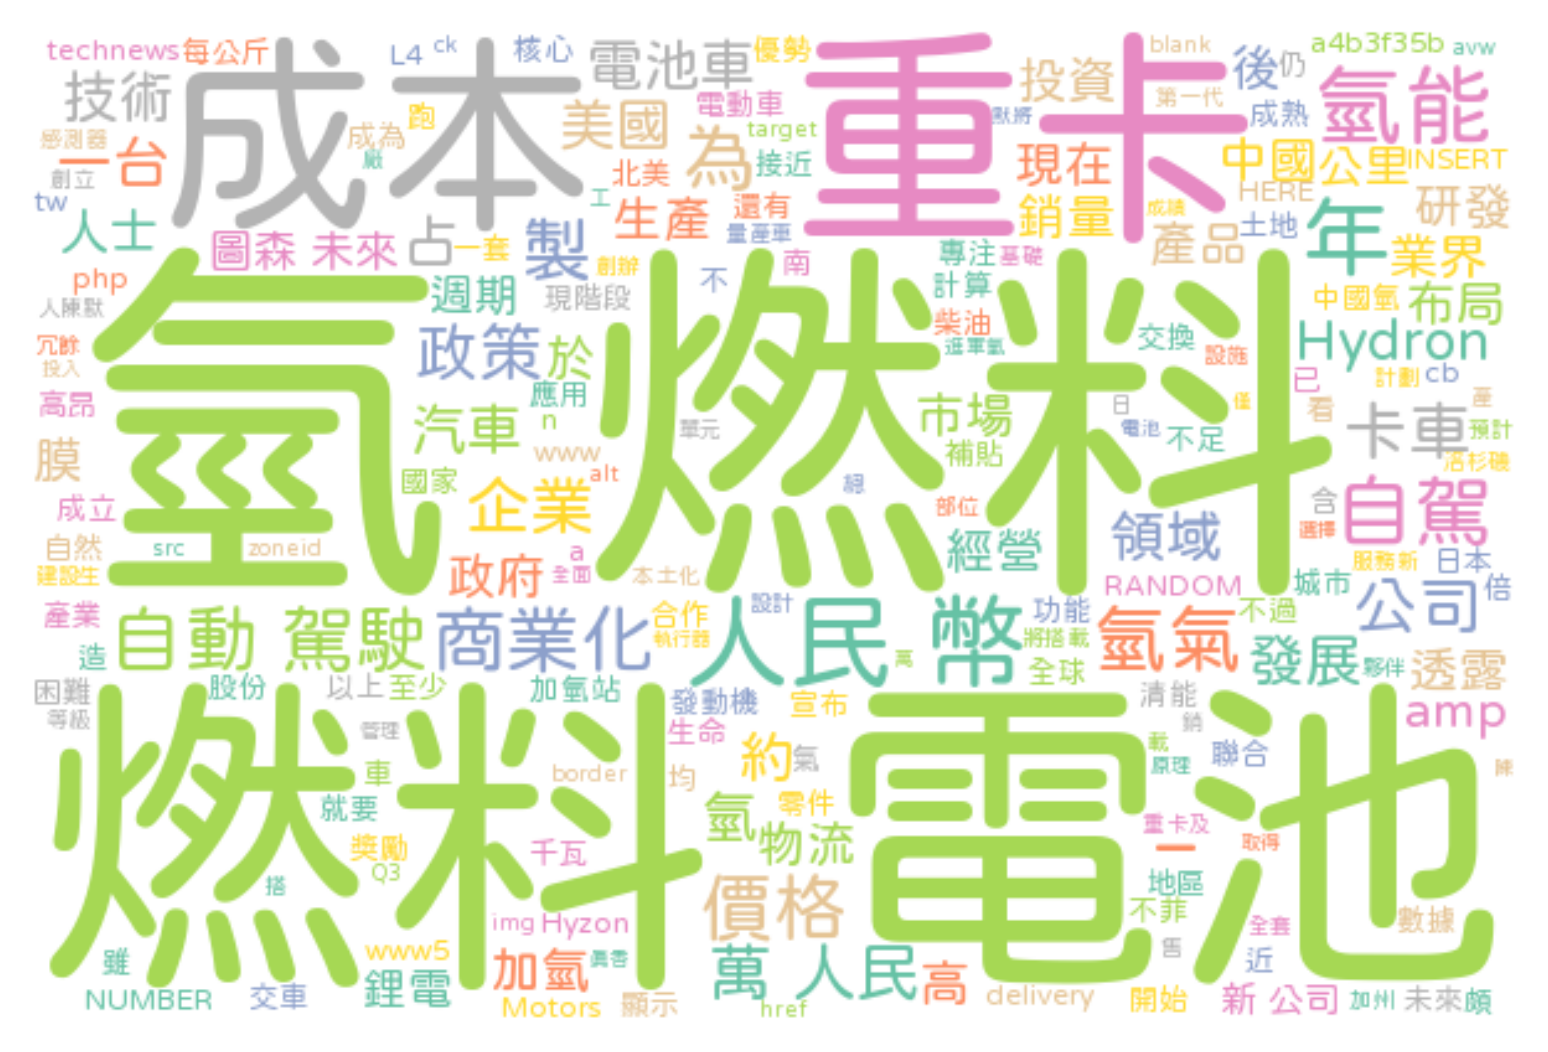 technews 每公斤 L4 ck 核心 電池車 優勢 重卡 blank a4b3f35b avw
技術 成本 美國 電動車 投資 第一代 後 仍 氫能
感測器 成為 跑 為 target 獸將 成熟
一台 嚴 接近 現在 中國 公里 INSERT
創立 北美 HERE 研發
tw 人士 工 生產 還有 銷量 成績 土地 年
圖森 未來 占 一套 製 量產車 產品 業界
php 週期 創辦 不 南 專注 基礎
人陳默 現階段 計算 中國氫 布局
冗餘 政策 於 柴油 進軍氫 交換 設施 Hydron
投入 氫燃料 計劃 cb
高昂 應用 已 看 產
汽車 n 單元 市場 日 電池 不足 僅 卡車 預計
膜 www 補貼 洛杉磯
國家 企業 alt 總 部位 含 自駕
成立 領域 選擇
自然 src zoneid a 經營 服務新 日本
建設生 政府 全面 本土化 RANDOM 城市 公司 倍
產業 自動 駕駛 商業化 合作 設計 人民 幣 功能 氫氣 不過
造 執行器 萬 將搭載 全球 發展 夥伴 透露
困難 股份 以上 至少 加氫站 發動機 宣布 清能 amp
等級 管理 生命 銷
燃料電池 車 border 均 約 氣 載 原理 聯合 陳
就要 氫 零件 物流 重卡及
獎勵 千瓦 一 取得
Q3 搭 價格 地區
img Hyzon 不菲 全套 數據
雖 www5 加氫 真香 萬 人民 高 售 近
NUMBER 交車 鋰電 Motors 顯示 href delivery 開始 新 公司 加州 未來 頗